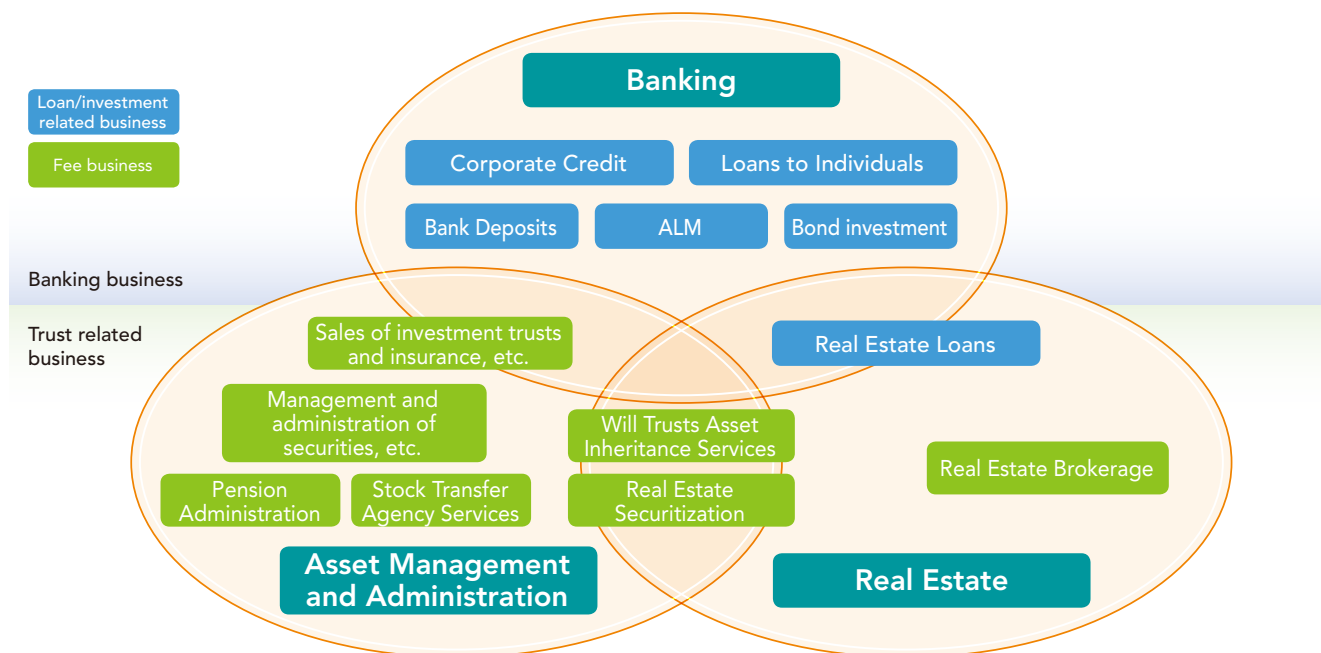 Banking
Loan/investment
related business
Fee business
Corporate Credit
Loans to Individuals
Bank Deposits
ALM
Bond investment
Banking business
Trust related
business
Sales of investment trusts
and insurance, etc.
Real Estate Loans
Management and
administration of
securities, etc.
Will Trusts Asset
Inheritance Services
Real Estate Brokerage
Pension
Administration
Stock Transfer
Agency Services
Real Estate
Securitization
Asset Management
and Administration
Real Estate